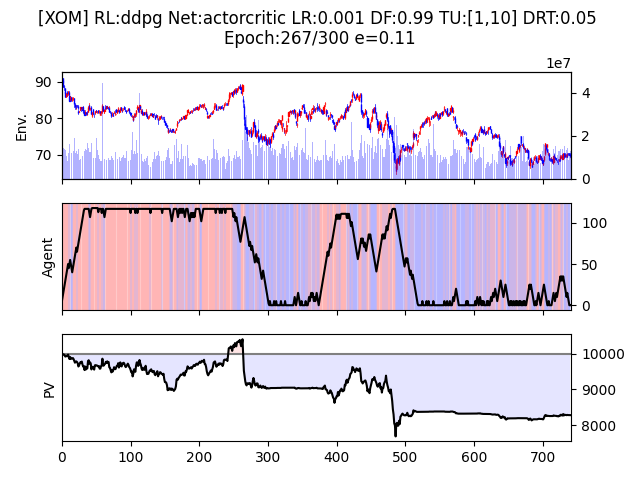 [XOM] RL:ddpg Net:actorcritic LR:0.001 DF:0.99 TU:[1,10] DRT:0.05
Epoch:267/300 e=0.11
1e7
90
80
70
Env.
4
2
0
Agent
100
50
0
PV
10000
9000
8000
0 100 200 300 400 500 600 700